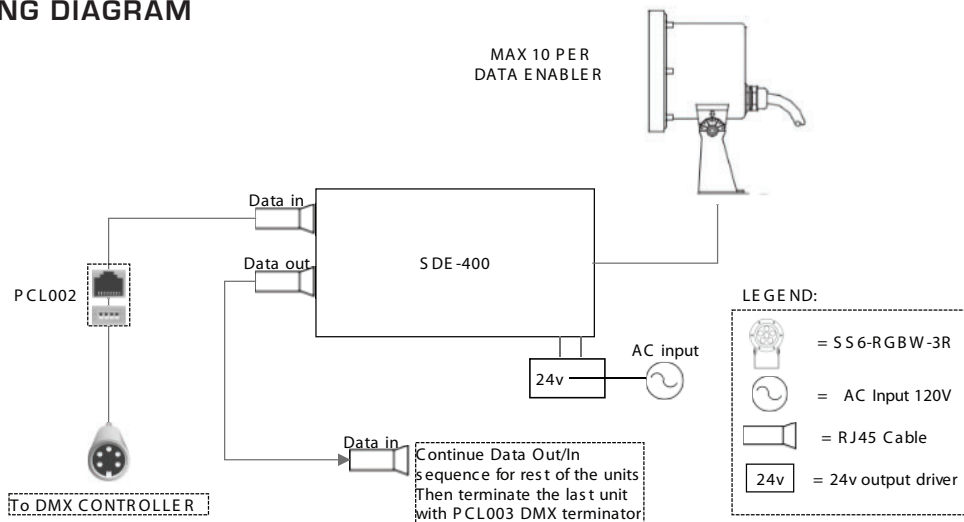 NG DIAGRAM
MAX 10 PER
DATA ENABLER
Data in
Data out
SDE-400
PCL002
24v
AC input
Data in
Continue Data Out/In
sequence for rest of the units
Then terminate the last unit
with PCL003 DMX terminator
To DMX CONTROLLER
LEGEND:
= SS6-RGBW-3R
= AC Input 120V
= RJ45 Cable
24v = 24v output driver